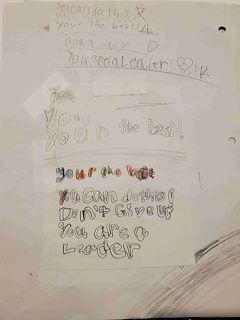 You can do this R
your the best! A
Don't give D
You are a Leader! R
You
You
You r the best!
your the best
You Can do this!
Don't Give up
You are a
Leader